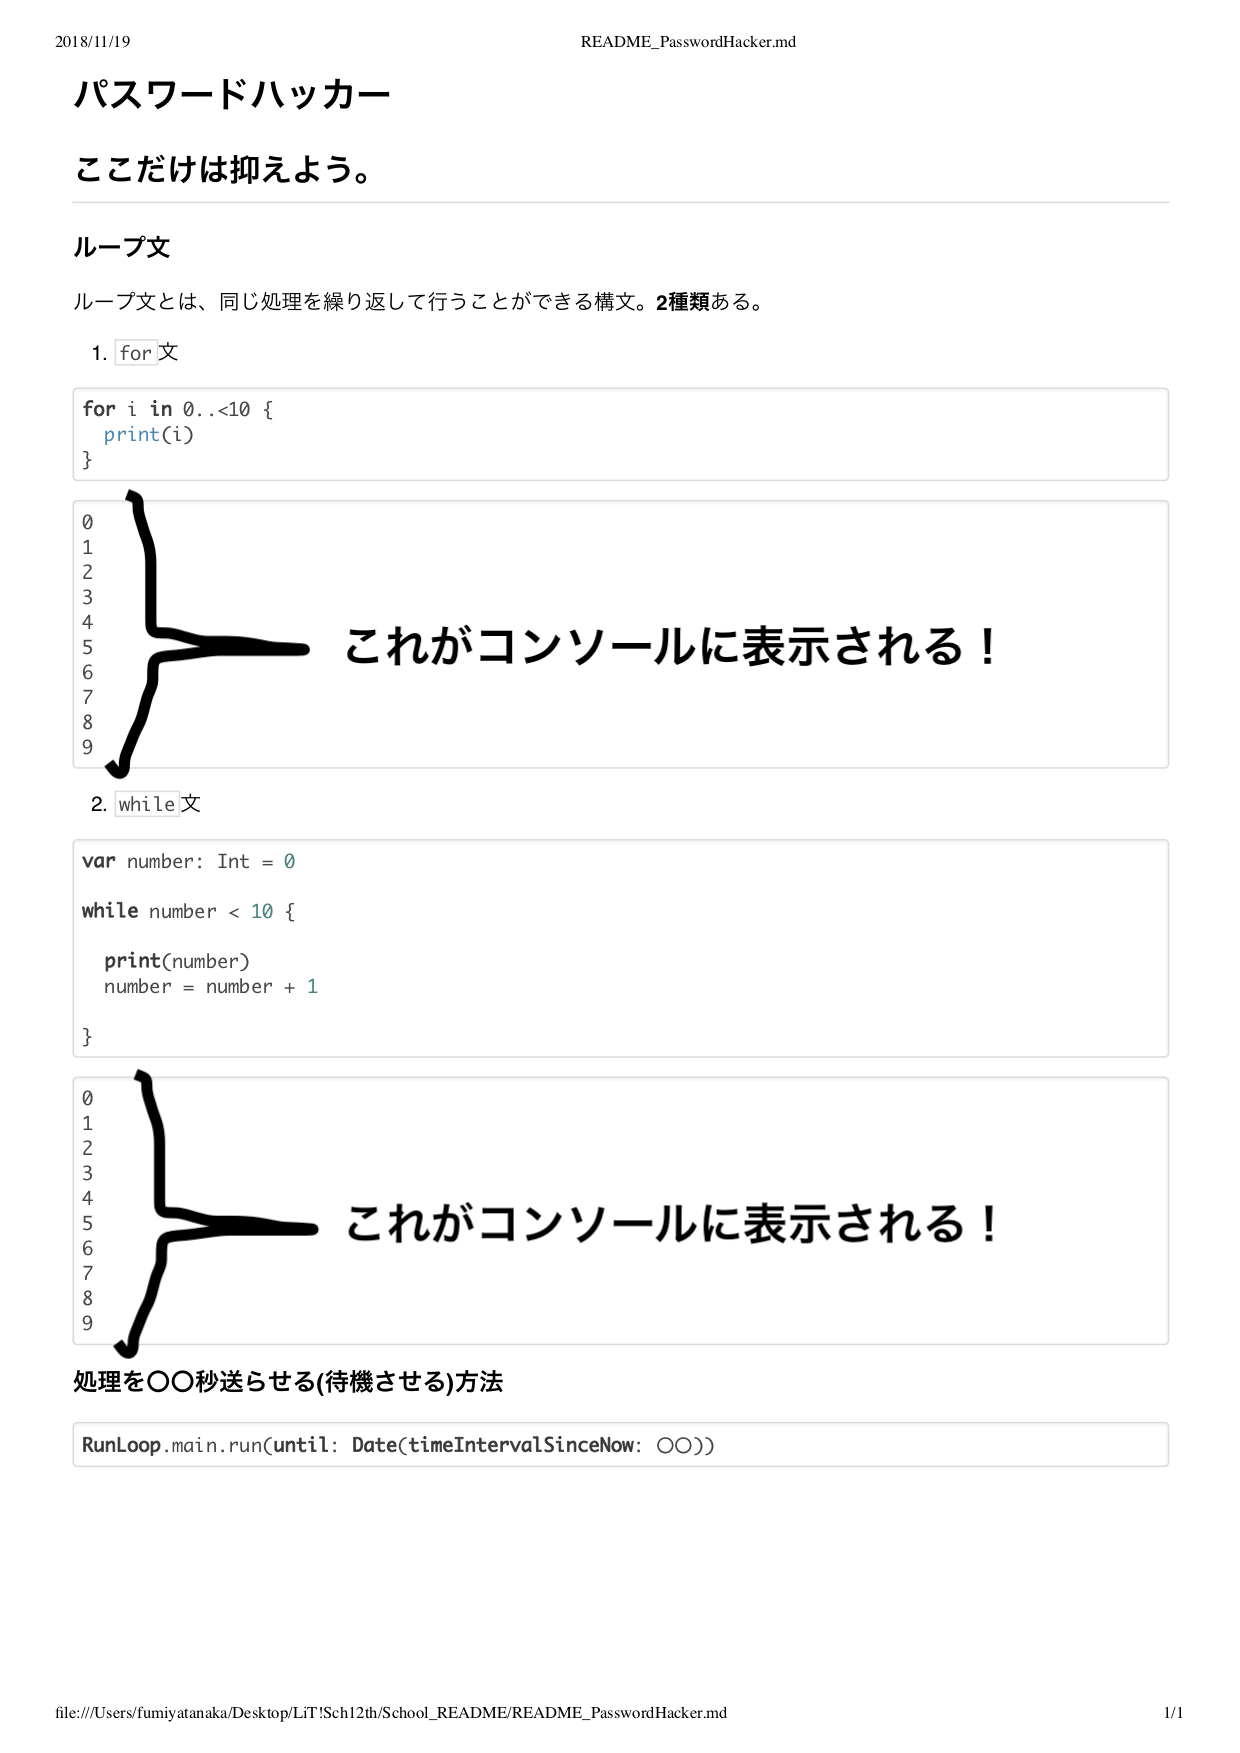 2018/11/19 README_PasswordHacker.md
パスワードハッカー
ここだけは抑えよう。
ループ文
ループ文とは、同じ処理を繰り返して行うことができる構文。2種類ある。
1. for文
for i in 0..<10 {
  print(i)
}
0
1
2
3
4
5
6
7
8
9
これがコンソールに表示される！
2. while文
var number: Int = 0
while number < 10 {
  print(number)
  number = number + 1
}
0
1
2
3
4
5
6
7
8
9
これがコンソールに表示される！
処理を〇〇秒送らせる(待機させる)方法
RunLoop.main.run(until: Date(timeIntervalSinceNow: 〇〇))
file:///Users/fumiyatanaka/Desktop/LiT!Sch12th/School_README/README_PasswordHacker.md 1/1